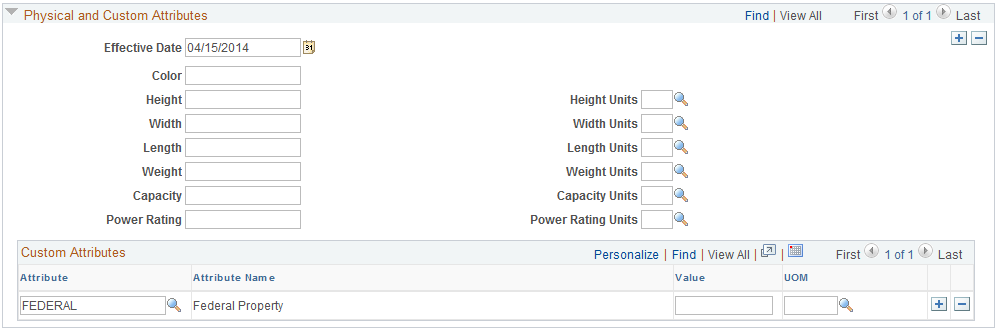 Physical and Custom Attributes Find | View All First 1 of 1 Last
Effective Date 04/15/2014 31
Color
Height Height Units
Width Width Units
Length Length Units
Weight Weight Units
Capacity Capacity Units
Power Rating Power Rating Units
Custom Attributes Personalize | Find | View All | | First 1 of 1 Last
Attribute Attribute Name Value UOM
FEDERAL Federal Property